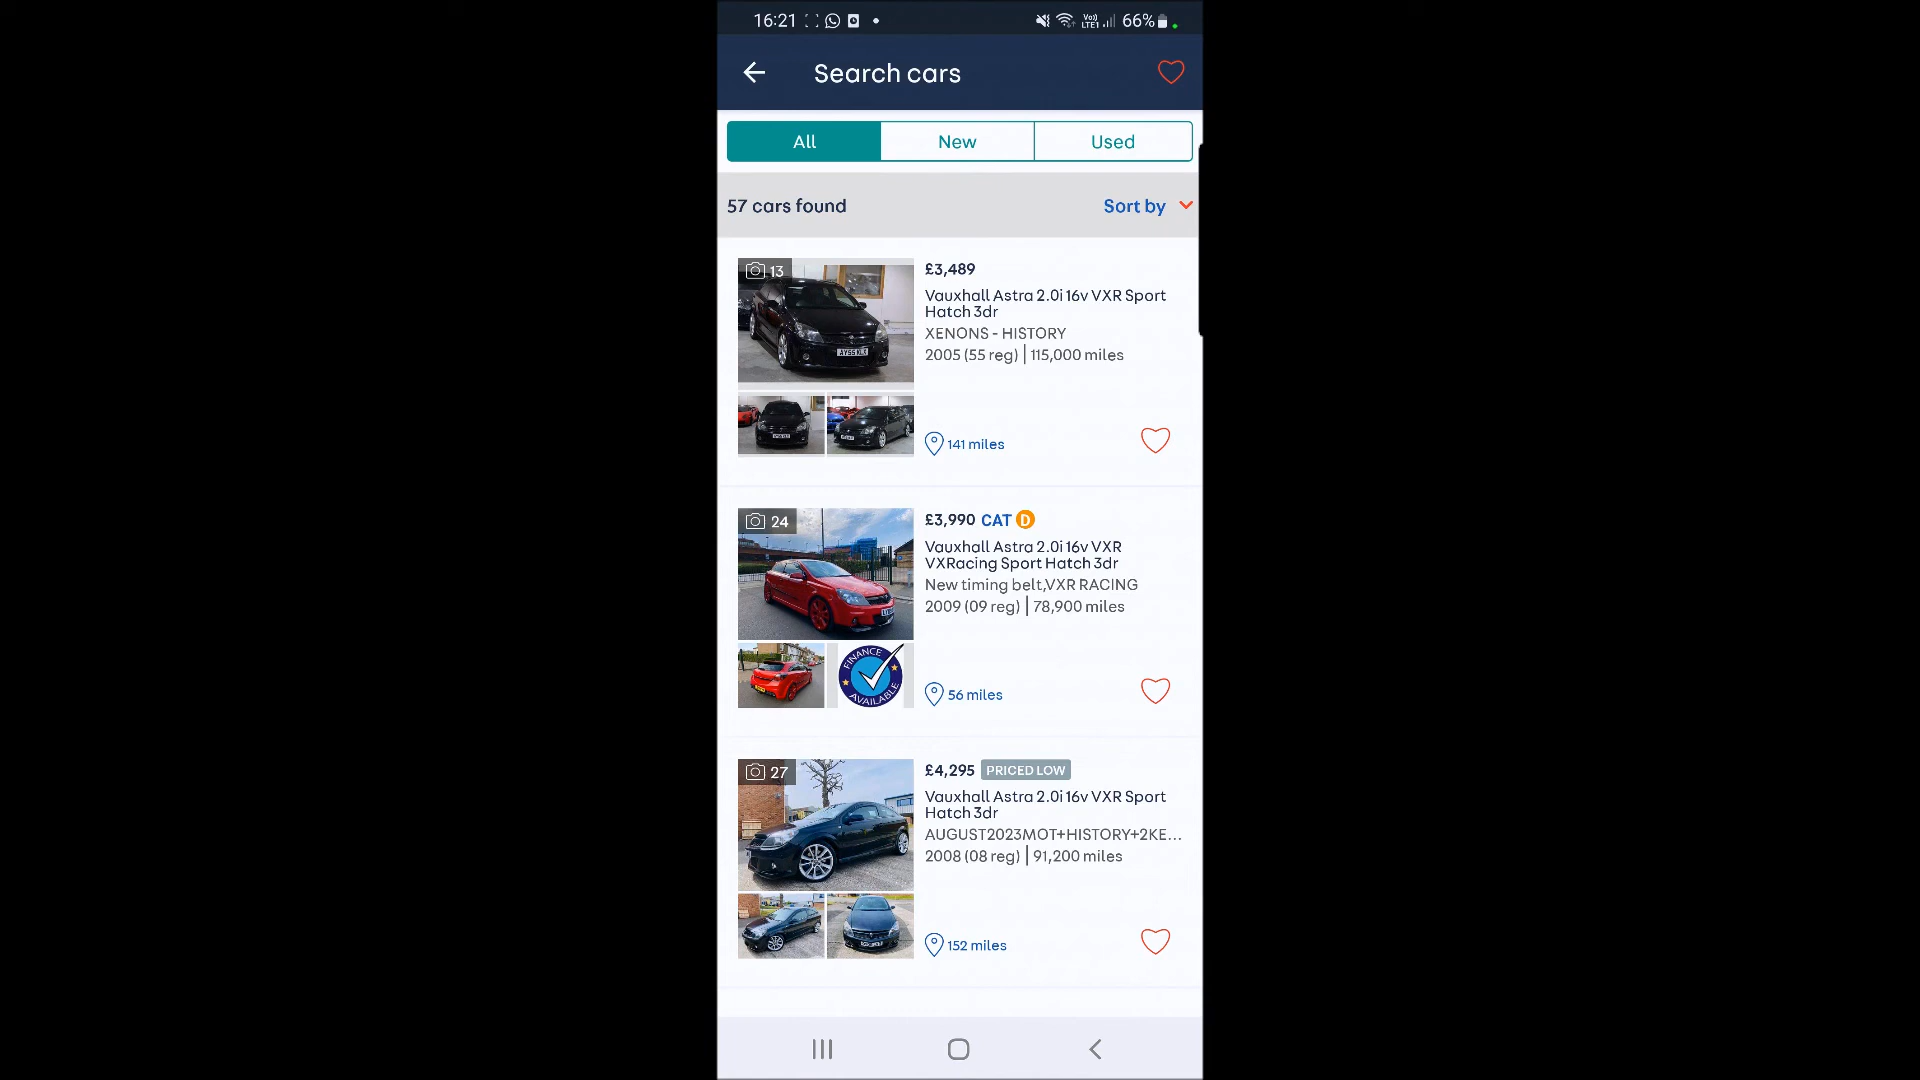 16:21
Vo)) LTE1 66%
Search cars
All New Used
57 cars found Sort by
13
£3,489
Vauxhall Astra 2.0i 16v VXR Sport
Hatch 3dr
XENONS - HISTORY
2005 (55 reg) | 115,000 miles
141 miles
24
£3,990 CAT D
Vauxhall Astra 2.0i 16v VXR
VXRacing Sport Hatch 3dr
New timing belt,VXR RACING
2009 (09 reg) | 78,900 miles
FINANCE
AVAILABLE
56 miles
27
£4,295 PRICED LOW
Vauxhall Astra 2.0i 16v VXR Sport
Hatch 3dr
AUGUST2023MOT+HISTORY+2KE...
2008 (08 reg) | 91,200 miles
152 miles